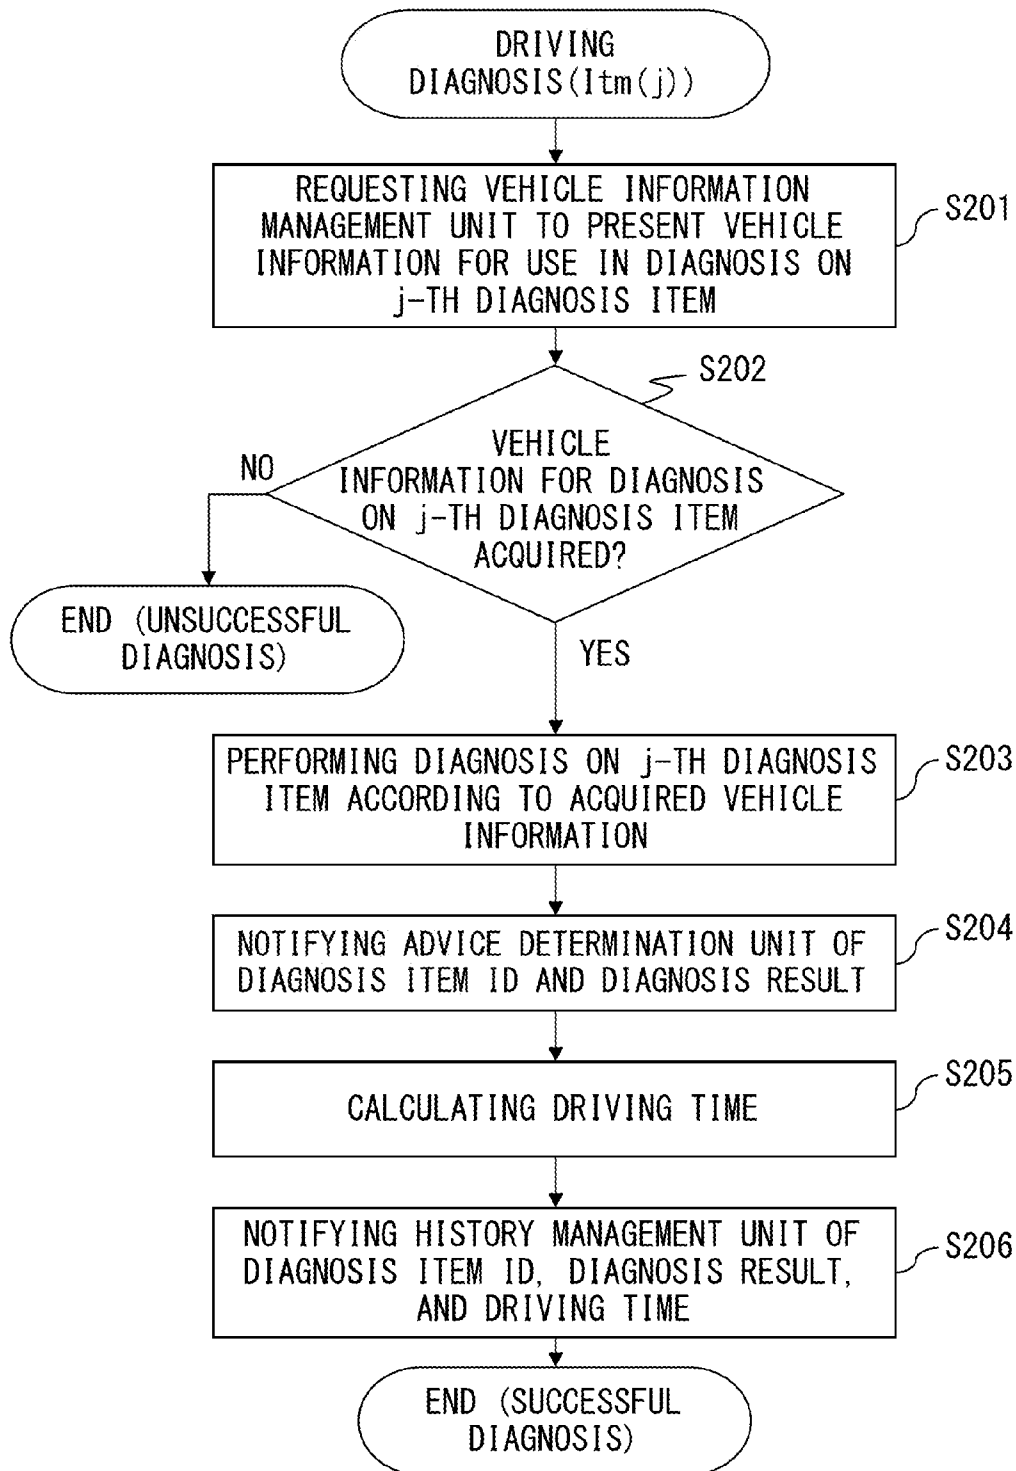 DRIVING
DIAGNOSIS(Itm(j))
REQUESTING VEHICLE INFORMATION
MANAGEMENT UNIT TO PRESENT VEHICLE
INFORMATION FOR USE IN DIAGNOSIS ON
j-TH DIAGNOSIS ITEM
S201
S202
VEHICLE
INFORMATION FOR DIAGNOSIS
ON j-TH DIAGNOSIS ITEM
ACQUIRED?
NO
END (UNSUCCESSFUL
DIAGNOSIS)
YES
PERFORMING DIAGNOSIS ON j-TH DIAGNOSIS
ITEM ACCORDING TO ACQUIRED VEHICLE
INFORMATION
S203
NOTIFYING ADVICE DETERMINATION UNIT OF
DIAGNOSIS ITEM ID AND DIAGNOSIS RESULT
S204
CALCULATING DRIVING TIME
S205
NOTIFYING HISTORY MANAGEMENT UNIT OF
DIAGNOSIS ITEM ID, DIAGNOSIS RESULT,
AND DRIVING TIME
S206
END (SUCCESSFUL
DIAGNOSIS)